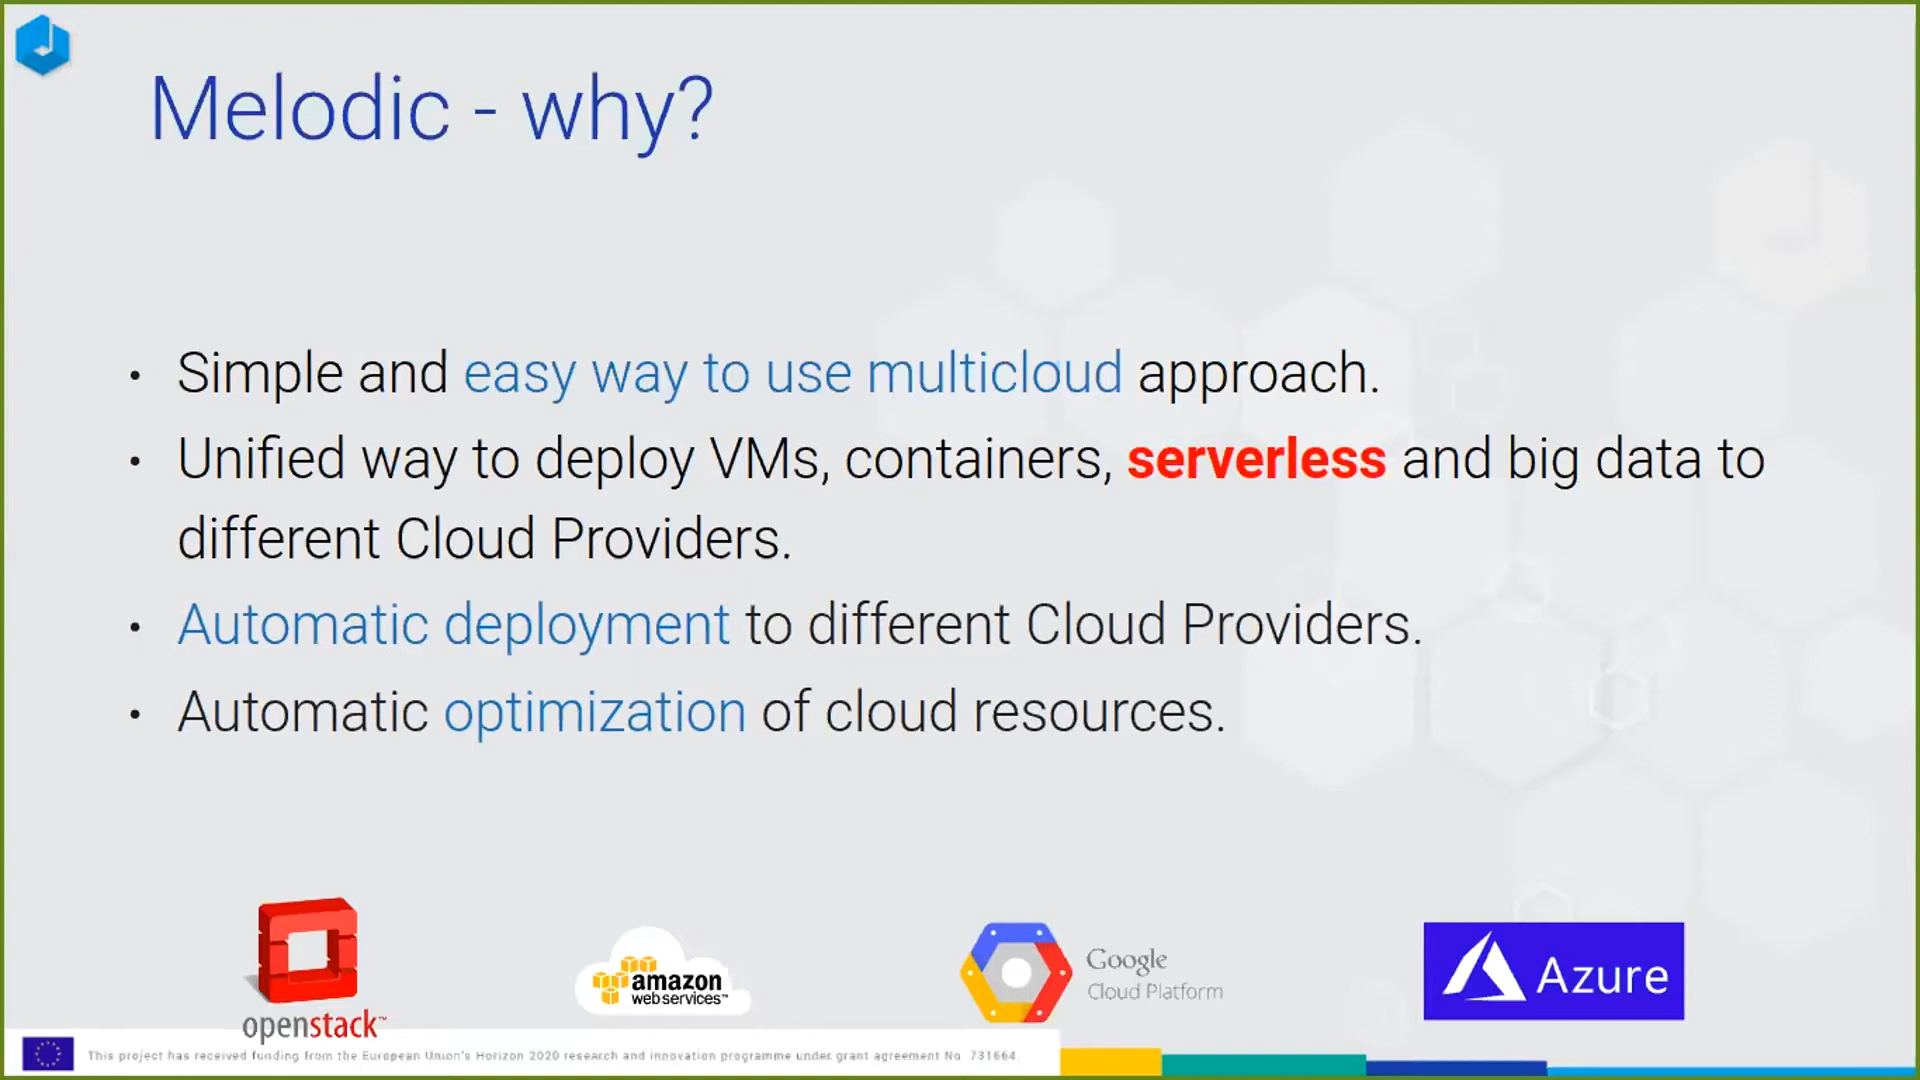 Melodic - why?
• Simple and easy way to use multicloud approach.
• Unified way to deploy VMs, containers, serverless and big data to
different Cloud Providers.
• Automatic deployment to different Cloud Providers.
• Automatic optimization of cloud resources.
openstack™
amazon
web services™
Google
Cloud Platform
Azure
This project has received funding from the European Union's Horizon 2020 research and innovation programme under grant agreement No 731664